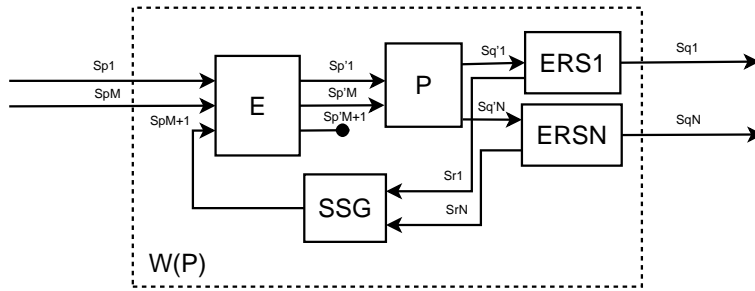 Sp1
SpM
SpM+1
E
Sp'1
Sp'M
Sp'M+1
P
Sq'1
Sq'N
ERS1
ERSN
Sq1
SqN
Sr1
SrN
SSG
W(P)